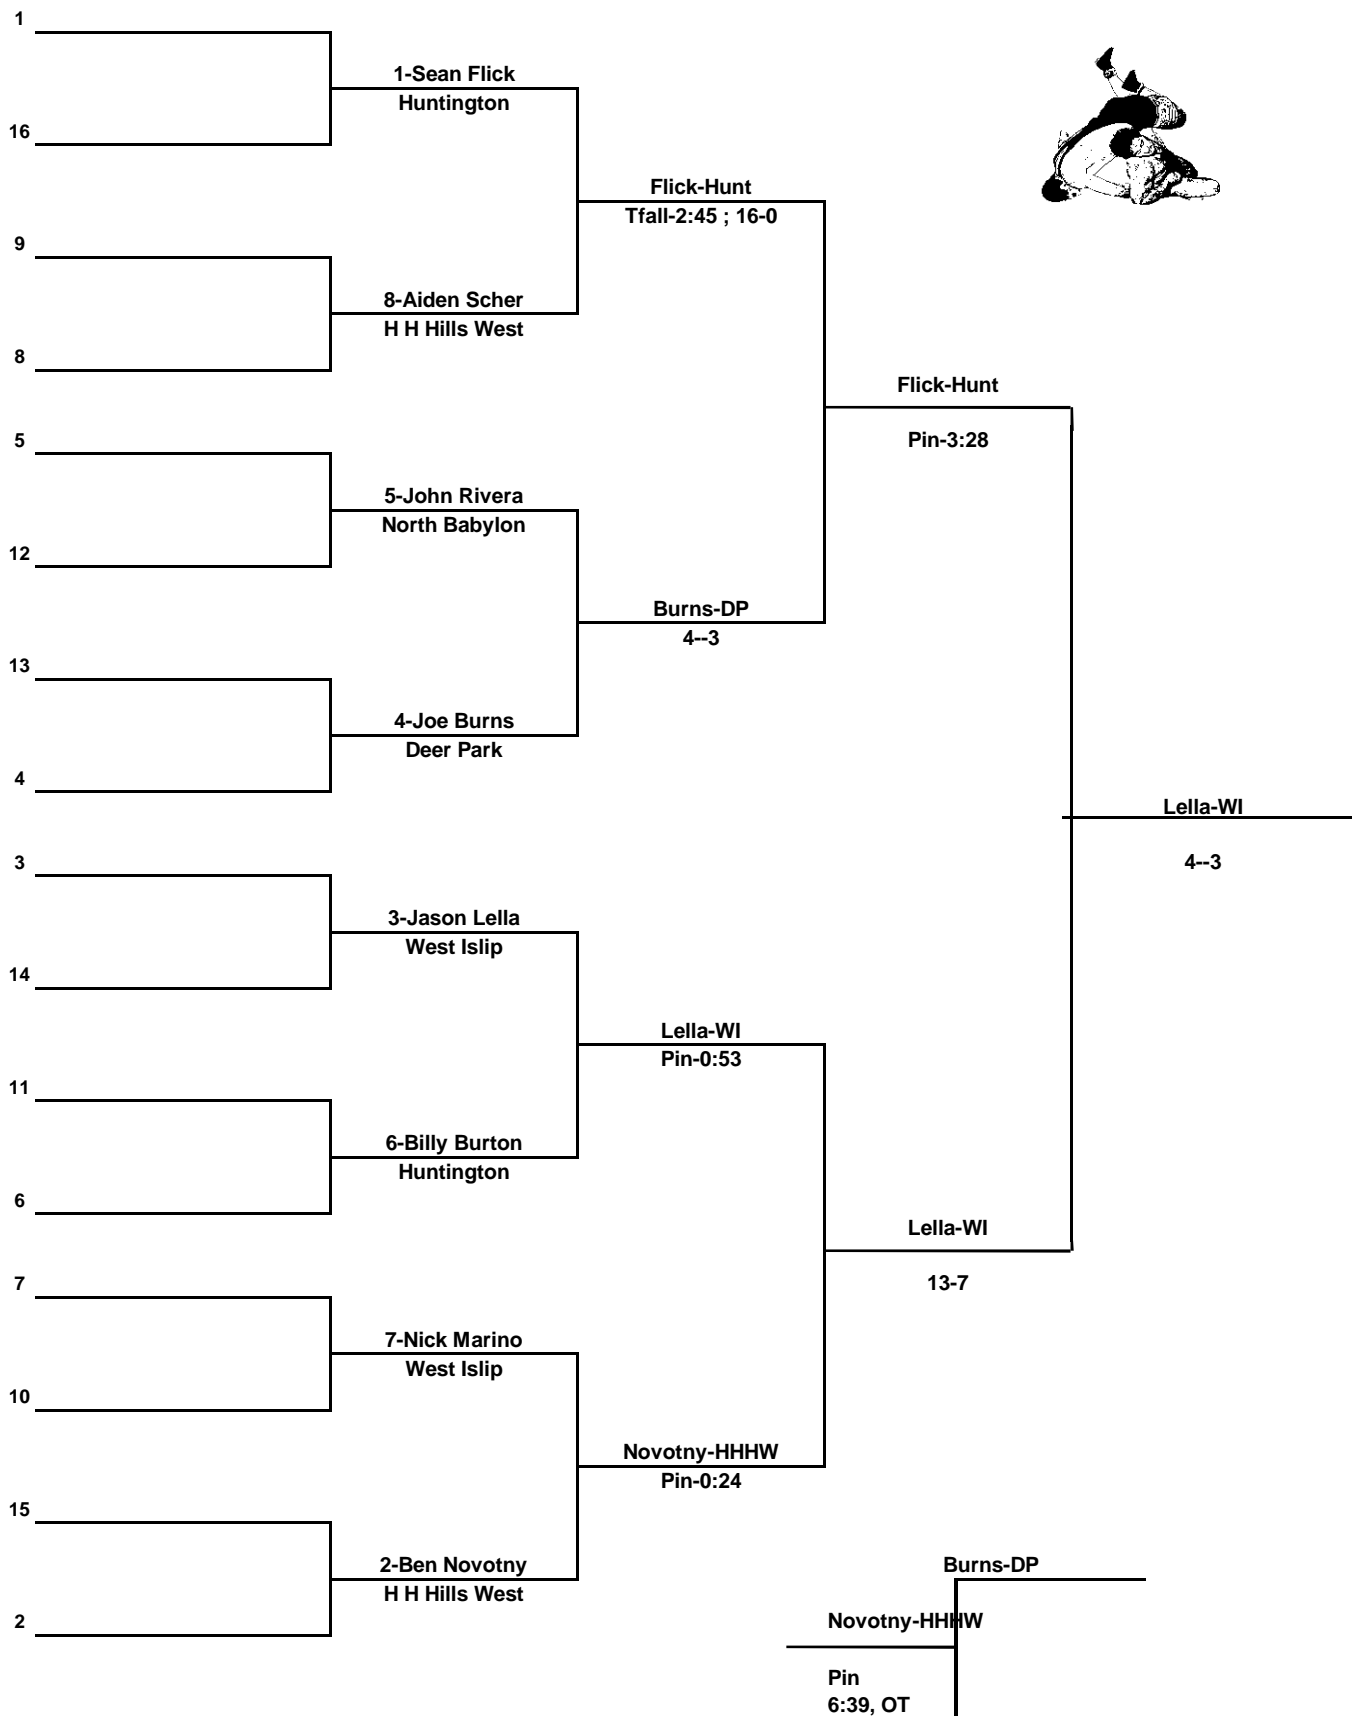 1
1-Sean Flick
Huntington
16
Flick-Hunt
Tfall-2:45 ; 16-0
9
8-Aiden Scher
H H Hills West
8
Flick-Hunt
Pin-3:28
5
5-John Rivera
North Babylon
12
Burns-DP
4--3
13
4-Joe Burns
Deer Park
4
Lella-WI
4--3
3
3-Jason Lella
West Islip
14
Lella-WI
Pin-0:53
11
6-Billy Burton
Huntington
6
Lella-WI
13-7
7
7-Nick Marino
West Islip
10
Novotny-HHHW
Pin-0:24
15
2-Ben Novotny
H H Hills West
2
Burns-DP
Novotny-HHHW
Pin
6:39, OT